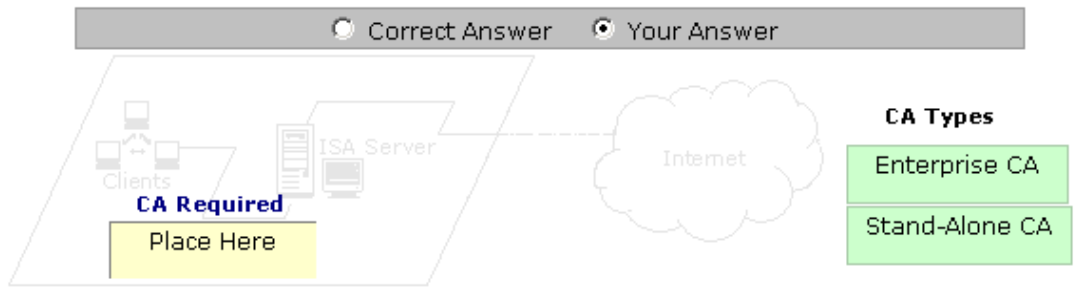 Correct Answer Your Answer
CA Types
ISA Server
Internet
Enterprise CA
Clients
CA Required
Stand-Alone CA
Place Here